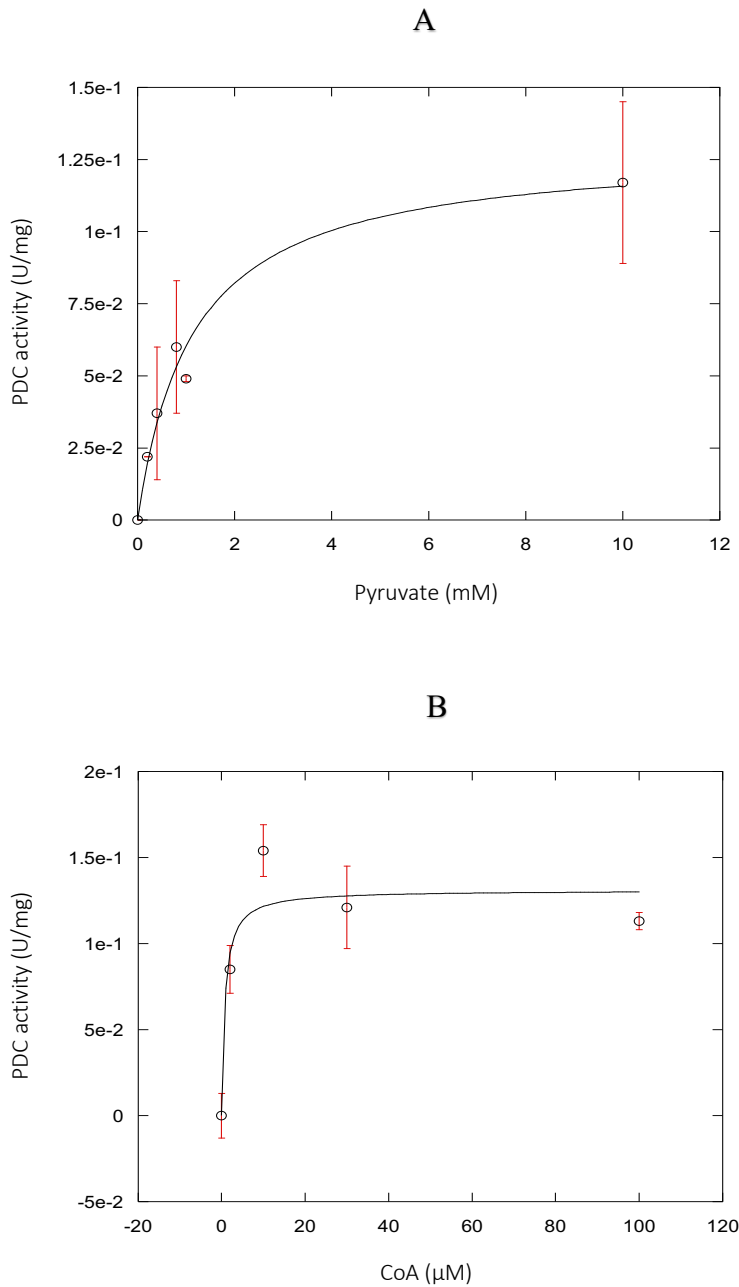 A
1.5e-1
1.25e-1
1e-1
7.5e-2
5e-2
2.5e-2
0
PDC activity (U/mg)
0 2 4 6 8 10 12
Pyruvate (mM)
B
2e-1
1.5e-1
1e-1
5e-2
0
-5e-2
PDC activity (U/mg)
-20 0 20 40 60 80 100 120
CoA (μM)